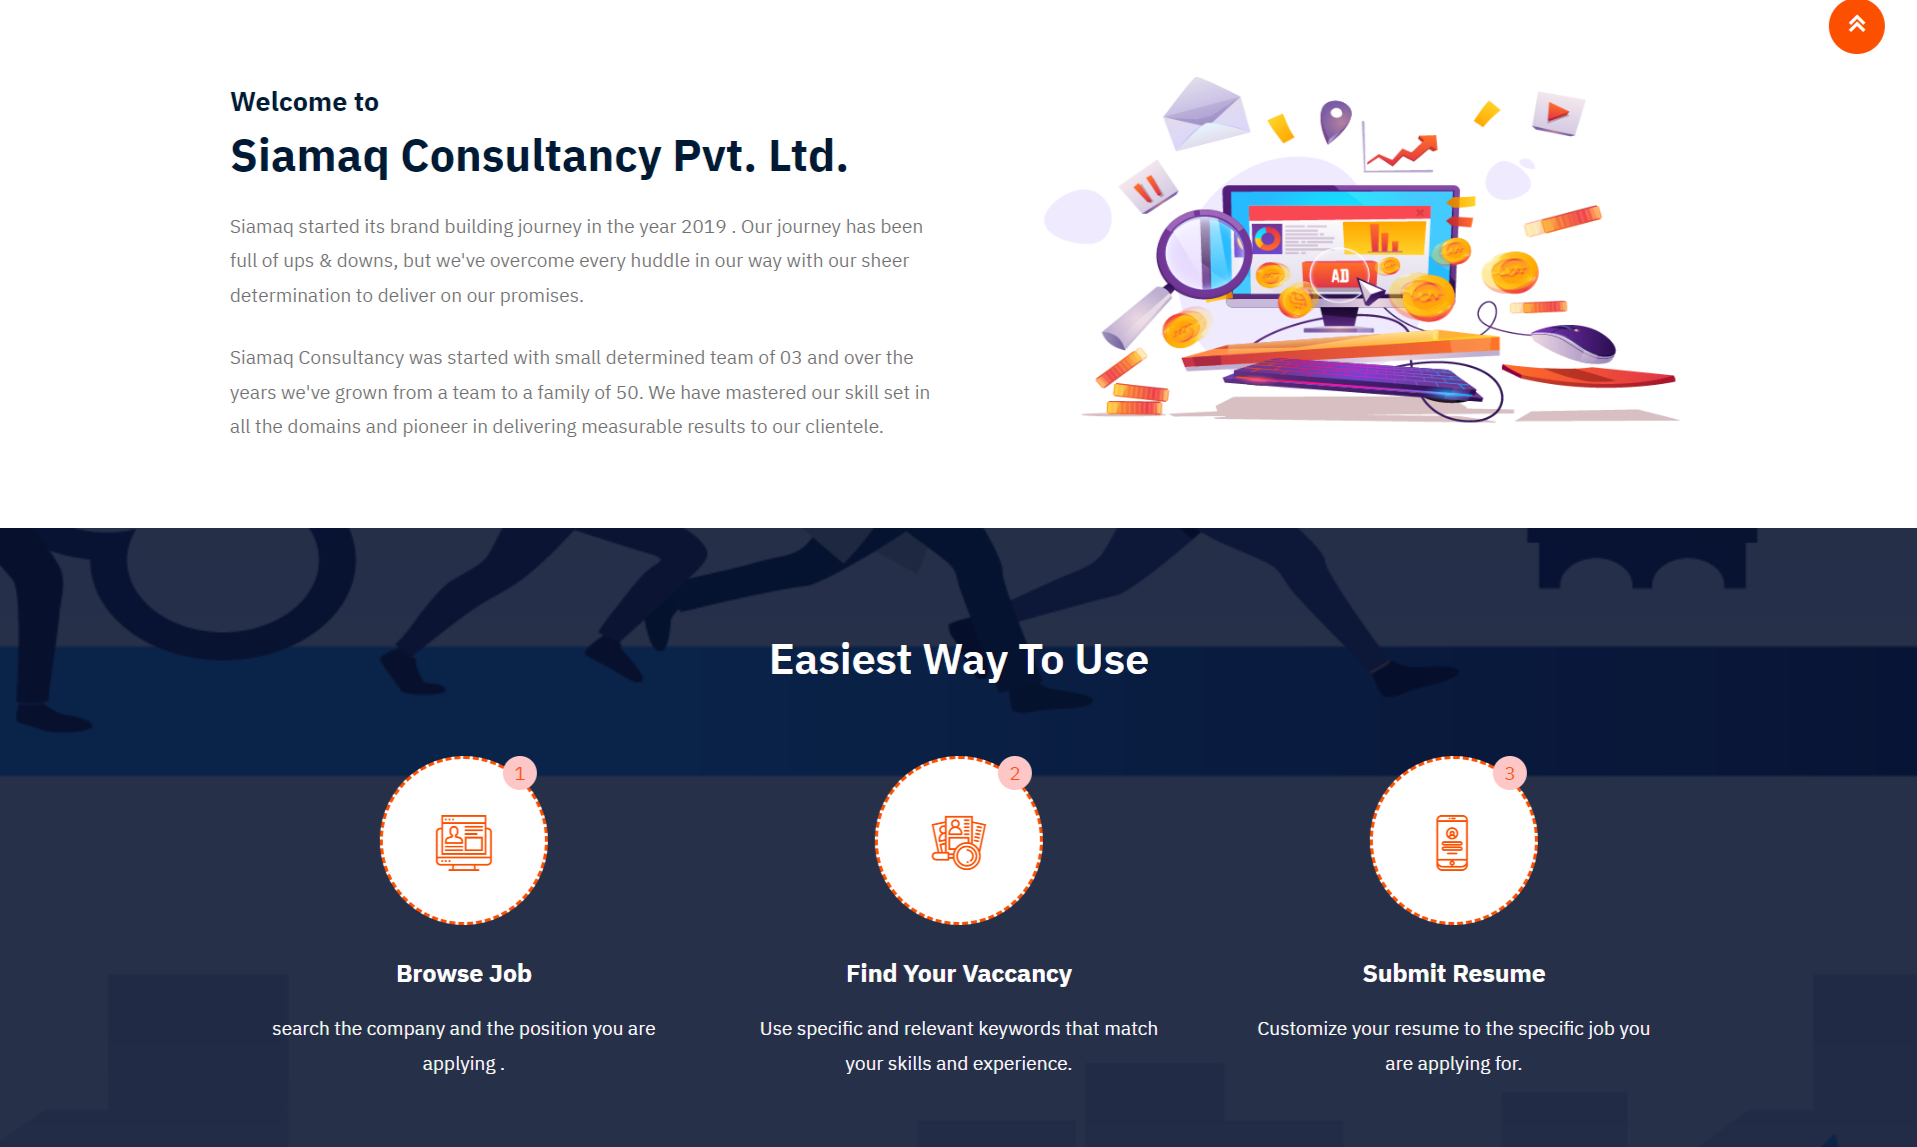 Welcome to
Siamaq Consultancy Pvt. Ltd.
Siamaq started its brand building journey in the year 2019 . Our journey has been
full of ups & downs, but we've overcome every huddle in our way with our sheer
determination to deliver on our promises.
Siamaq Consultancy was started with small determined team of 03 and over the
years we've grown from a team to a family of 50. We have mastered our skill set in
all the domains and pioneer in delivering measurable results to our clientele.
AD
Easiest Way To Use
1
2
3
Browse Job
Find Your Vaccancy
Submit Resume
search the company and the position you are
applying .
Use specific and relevant keywords that match
your skills and experience.
Customize your resume to the specific job you
are applying for.